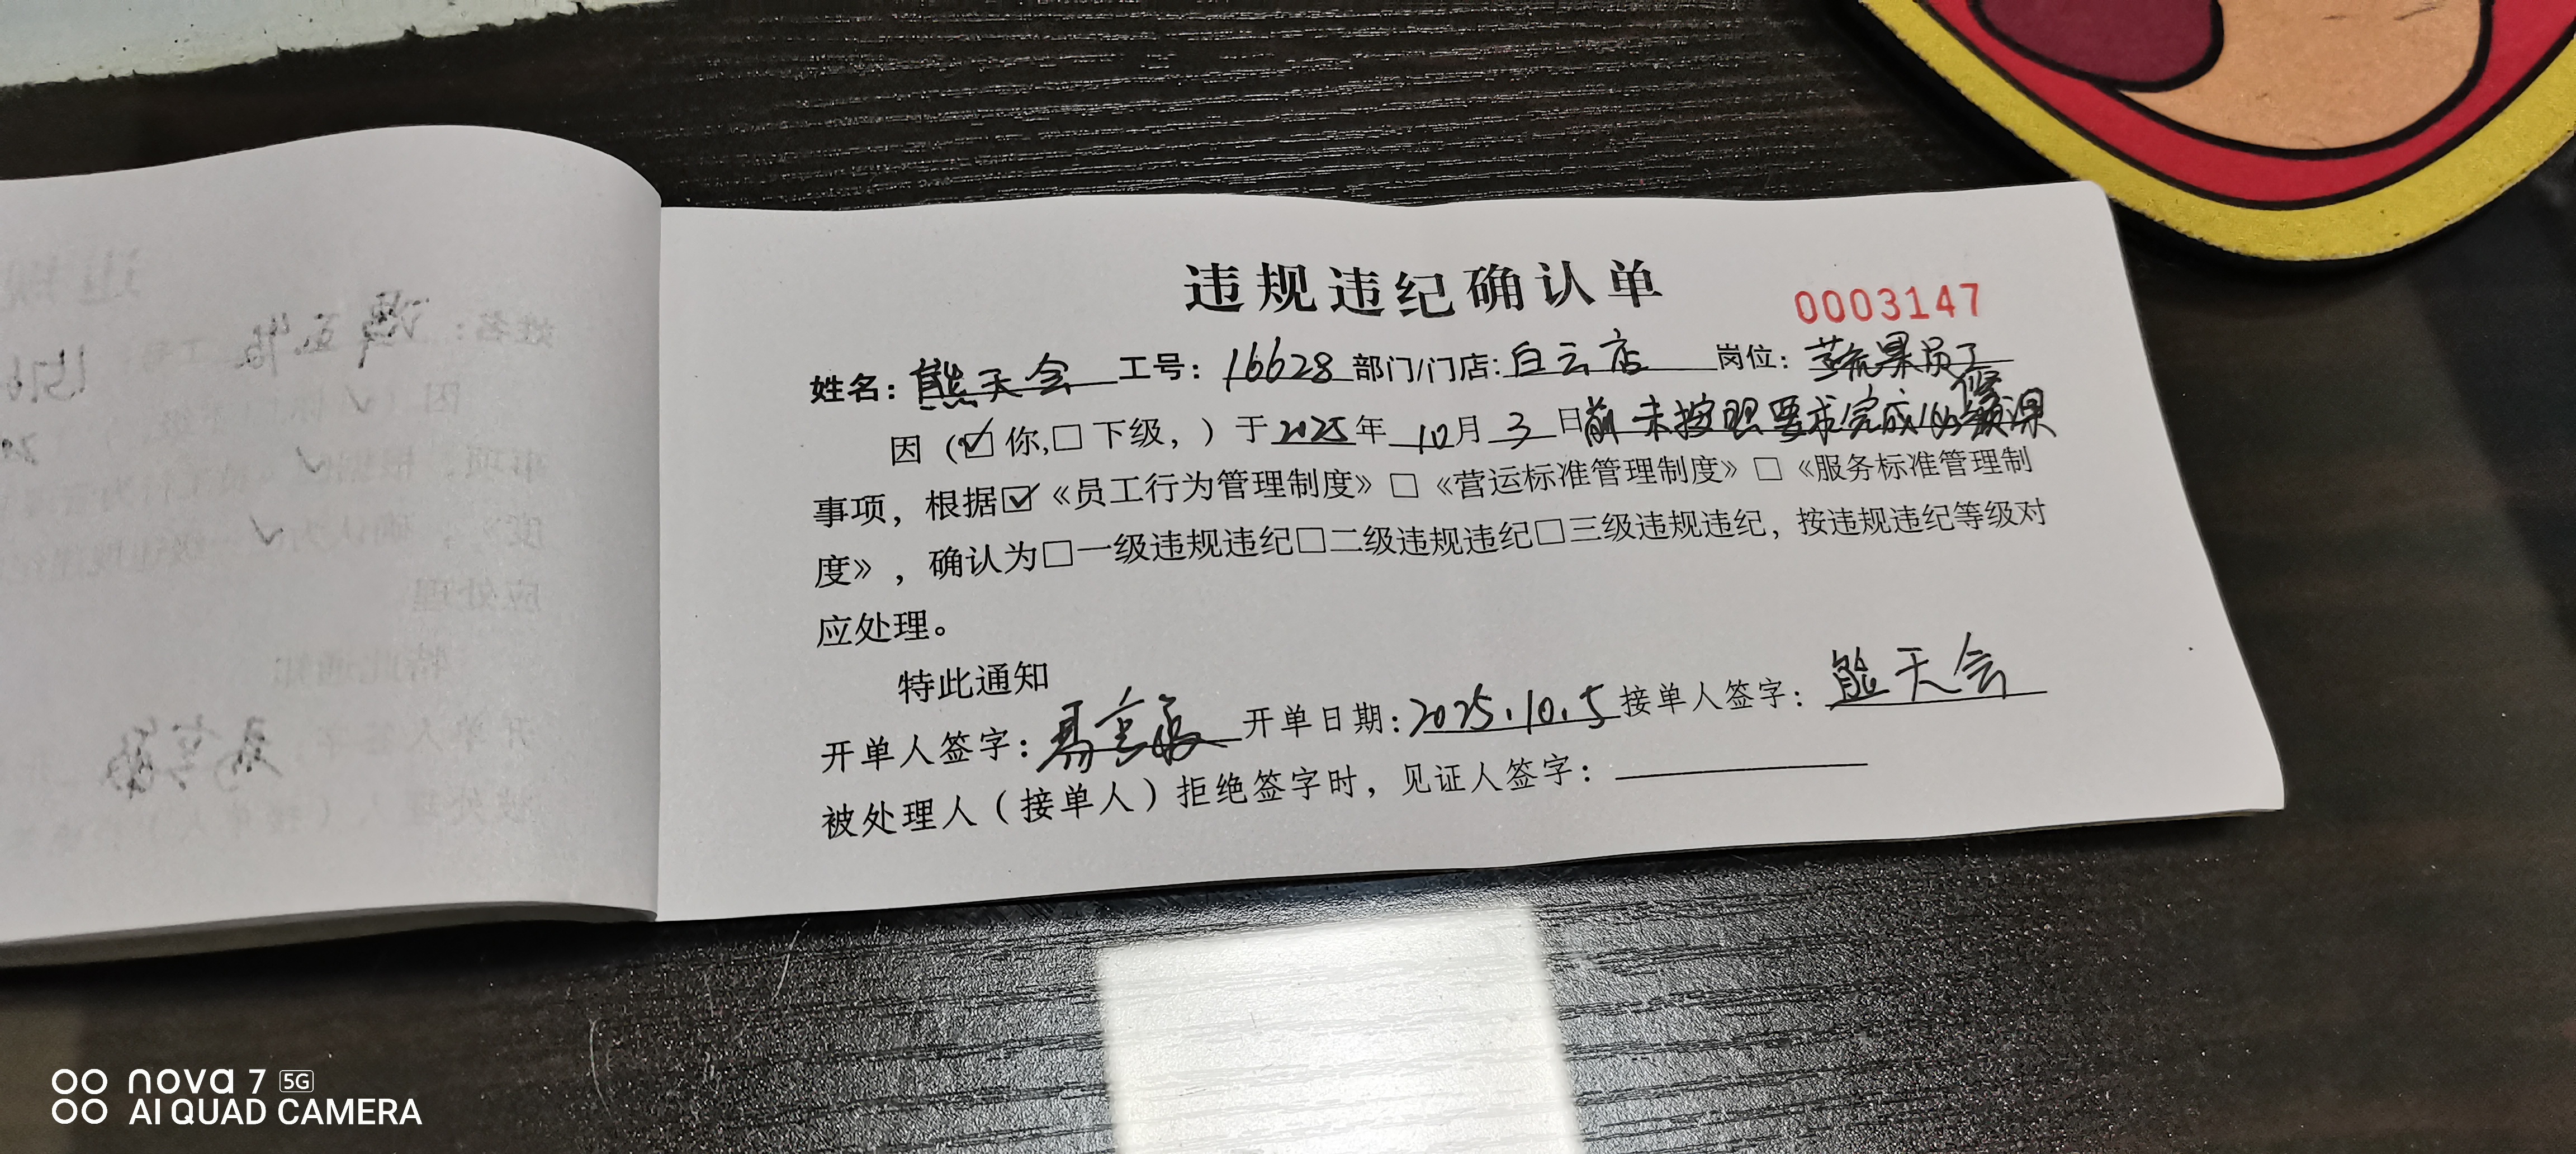 违规违纪确认单
0003147
姓名：熊天会 工号：16628 部门/门店：白云店 岗位：蔬果员工
因（☑你，□下级，）于2025年10月3日前未按照要求完成必修课
事项，根据☑《员工行为管理制度》□《营运标准管理制度》□《服务标准管理制
度》，确认为□一级违规违纪□二级违规违纪□三级违规违纪，按违规违纪等级对
应处理。
特此通知
开单人签字： 开单日期：2025.10.5 接单人签字：熊天会
被处理人（接单人）拒绝签字时，见证人签字：
nova 7 5G
AI QUAD CAMERA